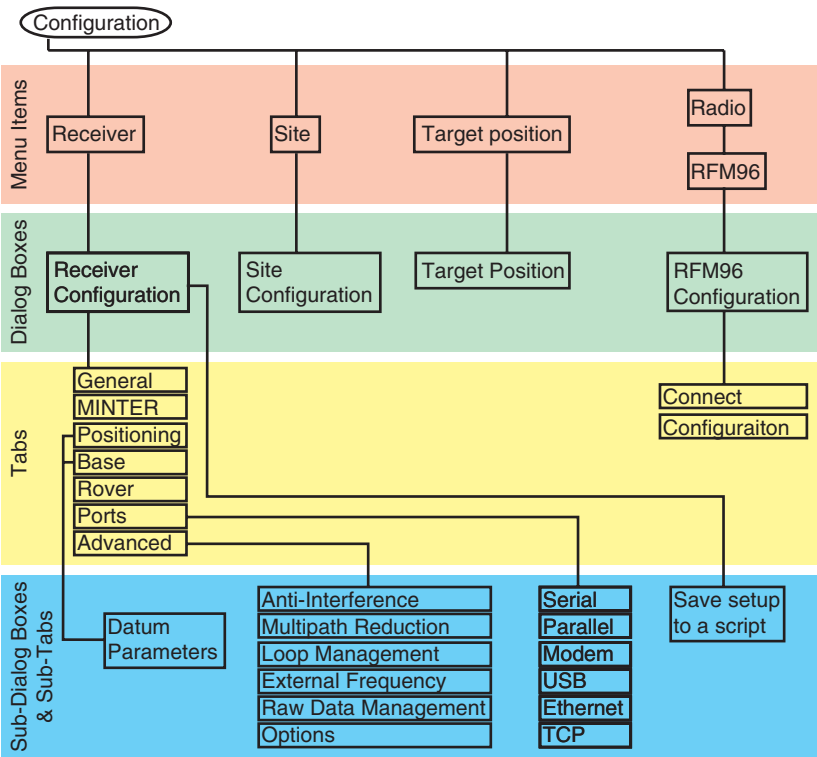 Configuration
Menu Items
Receiver
Site
Target position
Radio
RFM96
Dialog Boxes
Receiver
Configuration
Site
Configuration
Target Position
RFM96
Configuration
Tabs
General
MINTER
Positioning
Base
Rover
Ports
Advanced
Connect
Configuraiton
Sub-Dialog Boxes
& Sub-Tabs
Datum
Parameters
Anti-Interference
Multipath Reduction
Loop Management
External Frequency
Raw Data Management
Options
Serial
Parallel
Modem
USB
Ethernet
TCP
Save setup
to a script